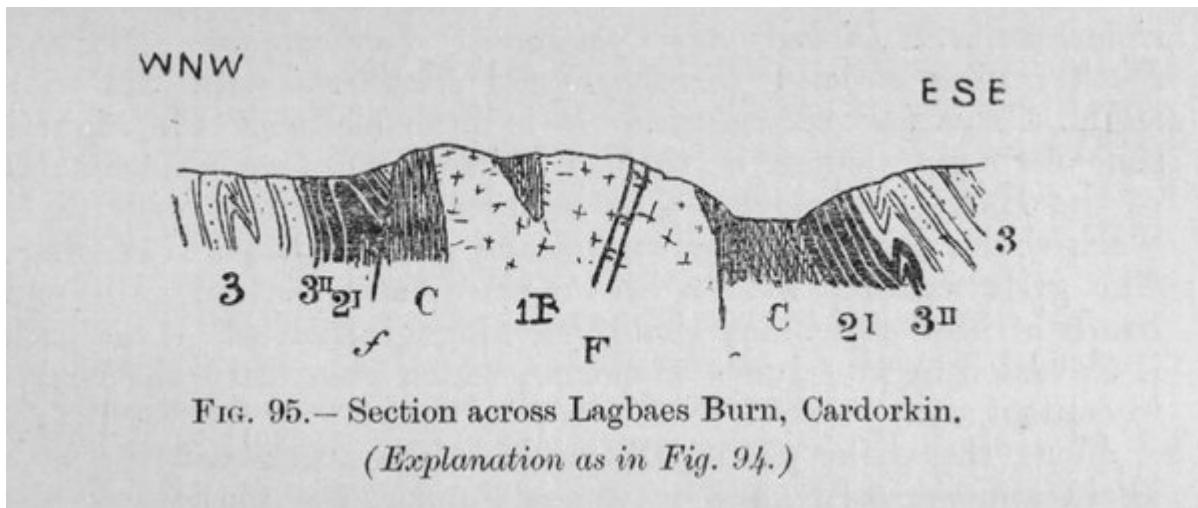 WNW
ESE
3 3II 2I f C 1B F C 2I 3II 3
FIG. 95.— Section across Lagbaes Burn, Cardorkin.
(Explanation as in Fig. 94.)